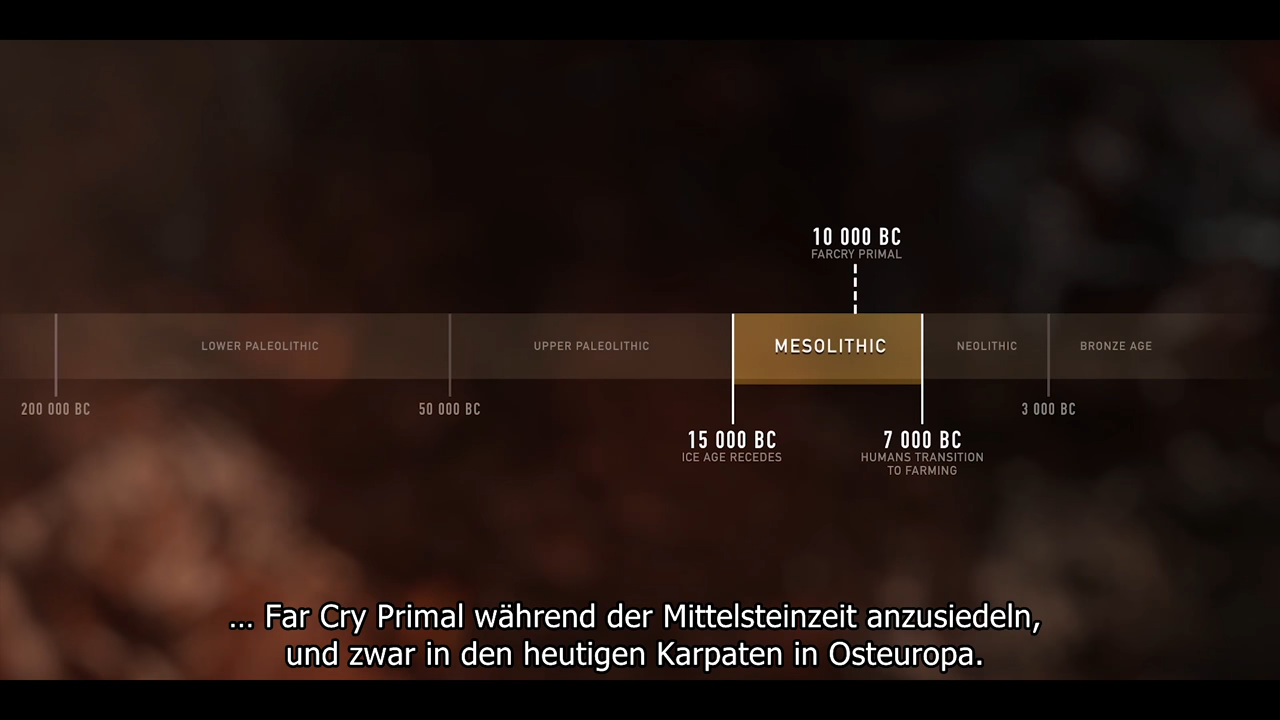 10 000 BC
FARCRY PRIMAL
LOWER PALEOLITHIC
UPPER PALEOLITHIC
MESOLITHIC
NEOLITHIC
BRONZE AGE
200 000 BC
50 000 BC
3 000 BC
15 000 BC
ICE AGE RECEDES
7 000 BC
HUMANS TRANSITION
TO FARMING
... Far Cry Primal während der Mittelsteinzeit anzusiedeln,
und zwar in den heutigen Karpaten in Osteuropa.